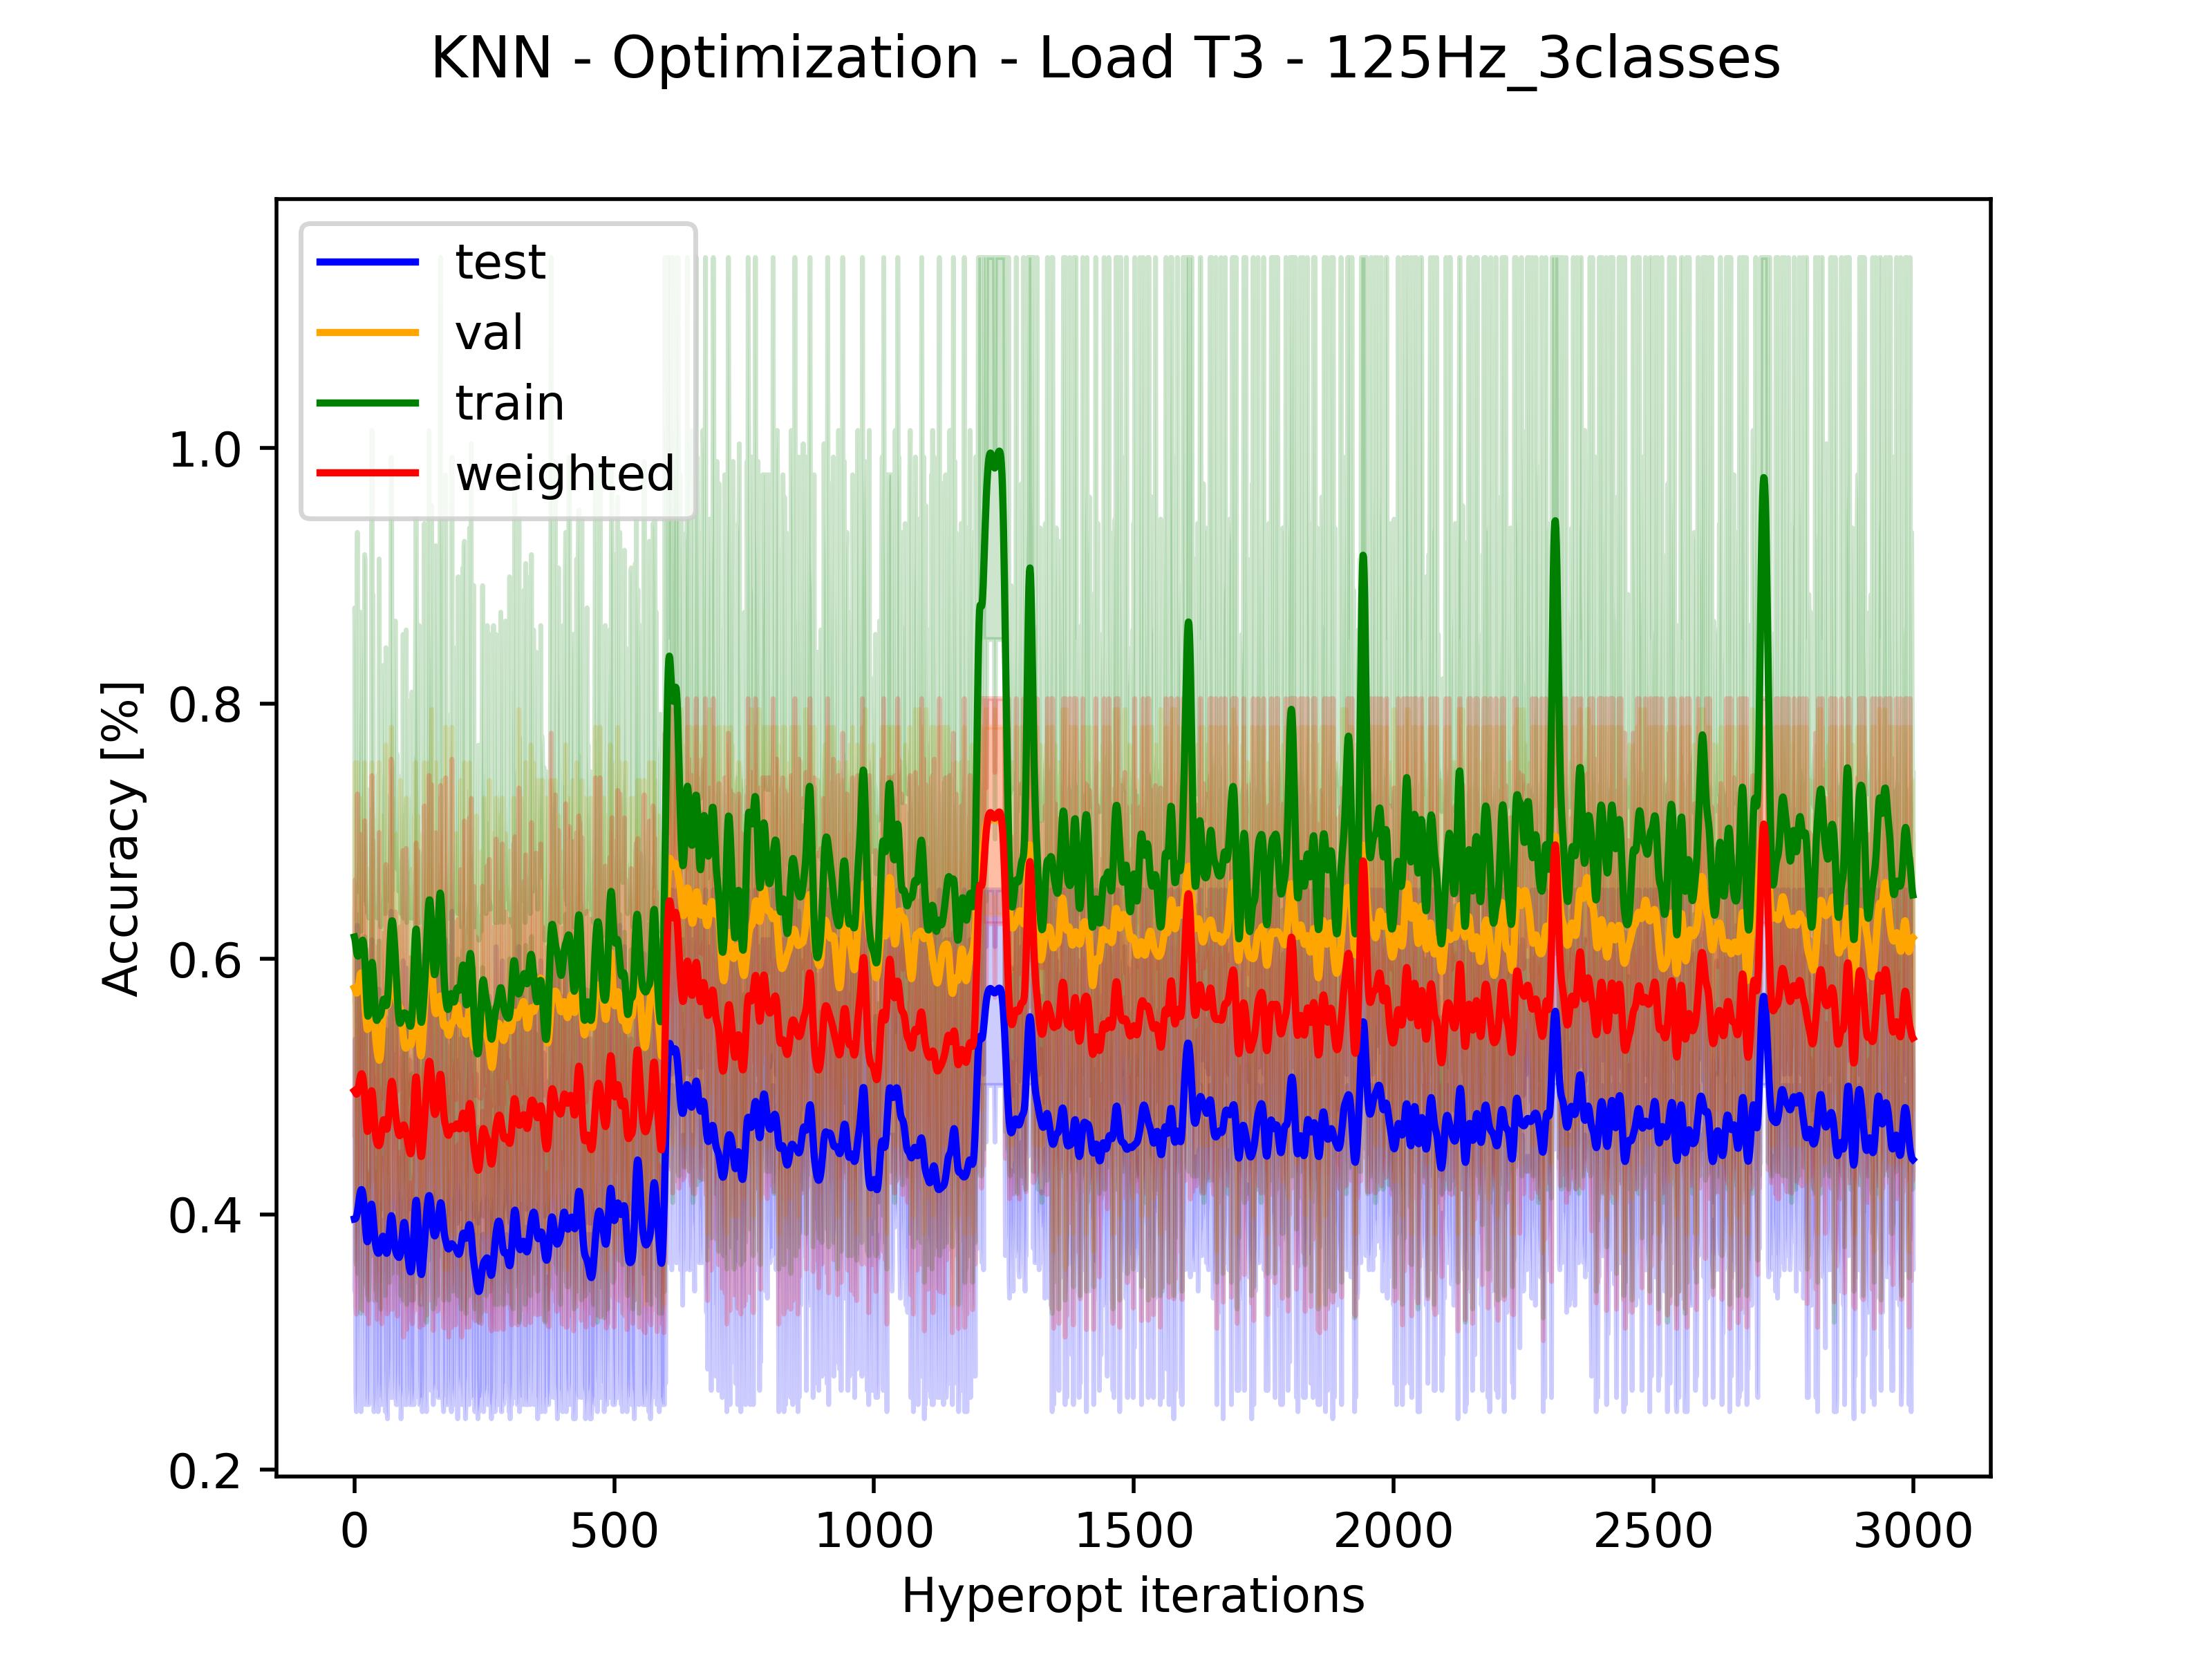 KNN - Optimization - Load T3 - 125Hz_3classes
test
val
train
weighted
Accuracy [%]
1.0
0.8
0.6
0.4
0.2
0 500 1000 1500 2000 2500 3000
Hyperopt iterations